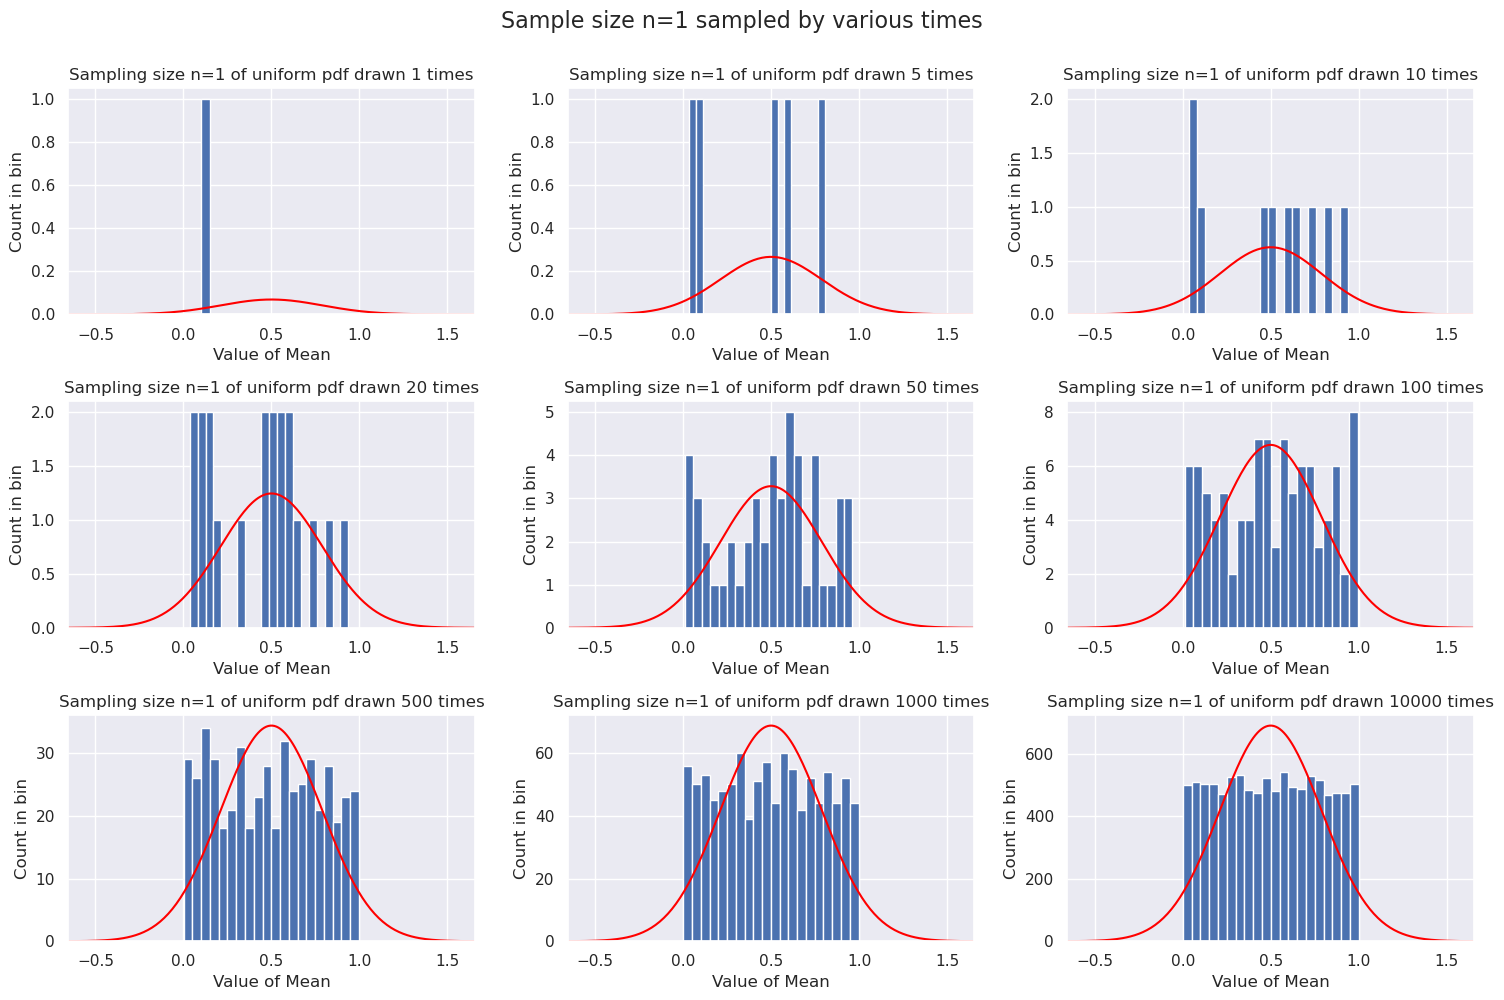 Sample size n=1 sampled by various times
Sampling size n=1 of uniform pdf drawn 1 times
Count in bin
1.0
0.8
0.6
0.4
0.2
0.0
−0.5 0.0 0.5 1.0 1.5
Value of Mean
Sampling size n=1 of uniform pdf drawn 5 times
Count in bin
1.0
0.8
0.6
0.4
0.2
0.0
−0.5 0.0 0.5 1.0 1.5
Value of Mean
Sampling size n=1 of uniform pdf drawn 10 times
Count in bin
2.0
1.5
1.0
0.5
0.0
−0.5 0.0 0.5 1.0 1.5
Value of Mean
Sampling size n=1 of uniform pdf drawn 20 times
Count in bin
2.0
1.5
1.0
0.5
0.0
−0.5 0.0 0.5 1.0 1.5
Value of Mean
Sampling size n=1 of uniform pdf drawn 50 times
Count in bin
5
4
3
2
1
0
−0.5 0.0 0.5 1.0 1.5
Value of Mean
Sampling size n=1 of uniform pdf drawn 100 times
Count in bin
8
6
4
2
0
−0.5 0.0 0.5 1.0 1.5
Value of Mean
Sampling size n=1 of uniform pdf drawn 500 times
Count in bin
30
20
10
0
−0.5 0.0 0.5 1.0 1.5
Value of Mean
Sampling size n=1 of uniform pdf drawn 1000 times
Count in bin
60
40
20
0
−0.5 0.0 0.5 1.0 1.5
Value of Mean
Sampling size n=1 of uniform pdf drawn 10000 times
Count in bin
600
400
200
0
−0.5 0.0 0.5 1.0 1.5
Value of Mean